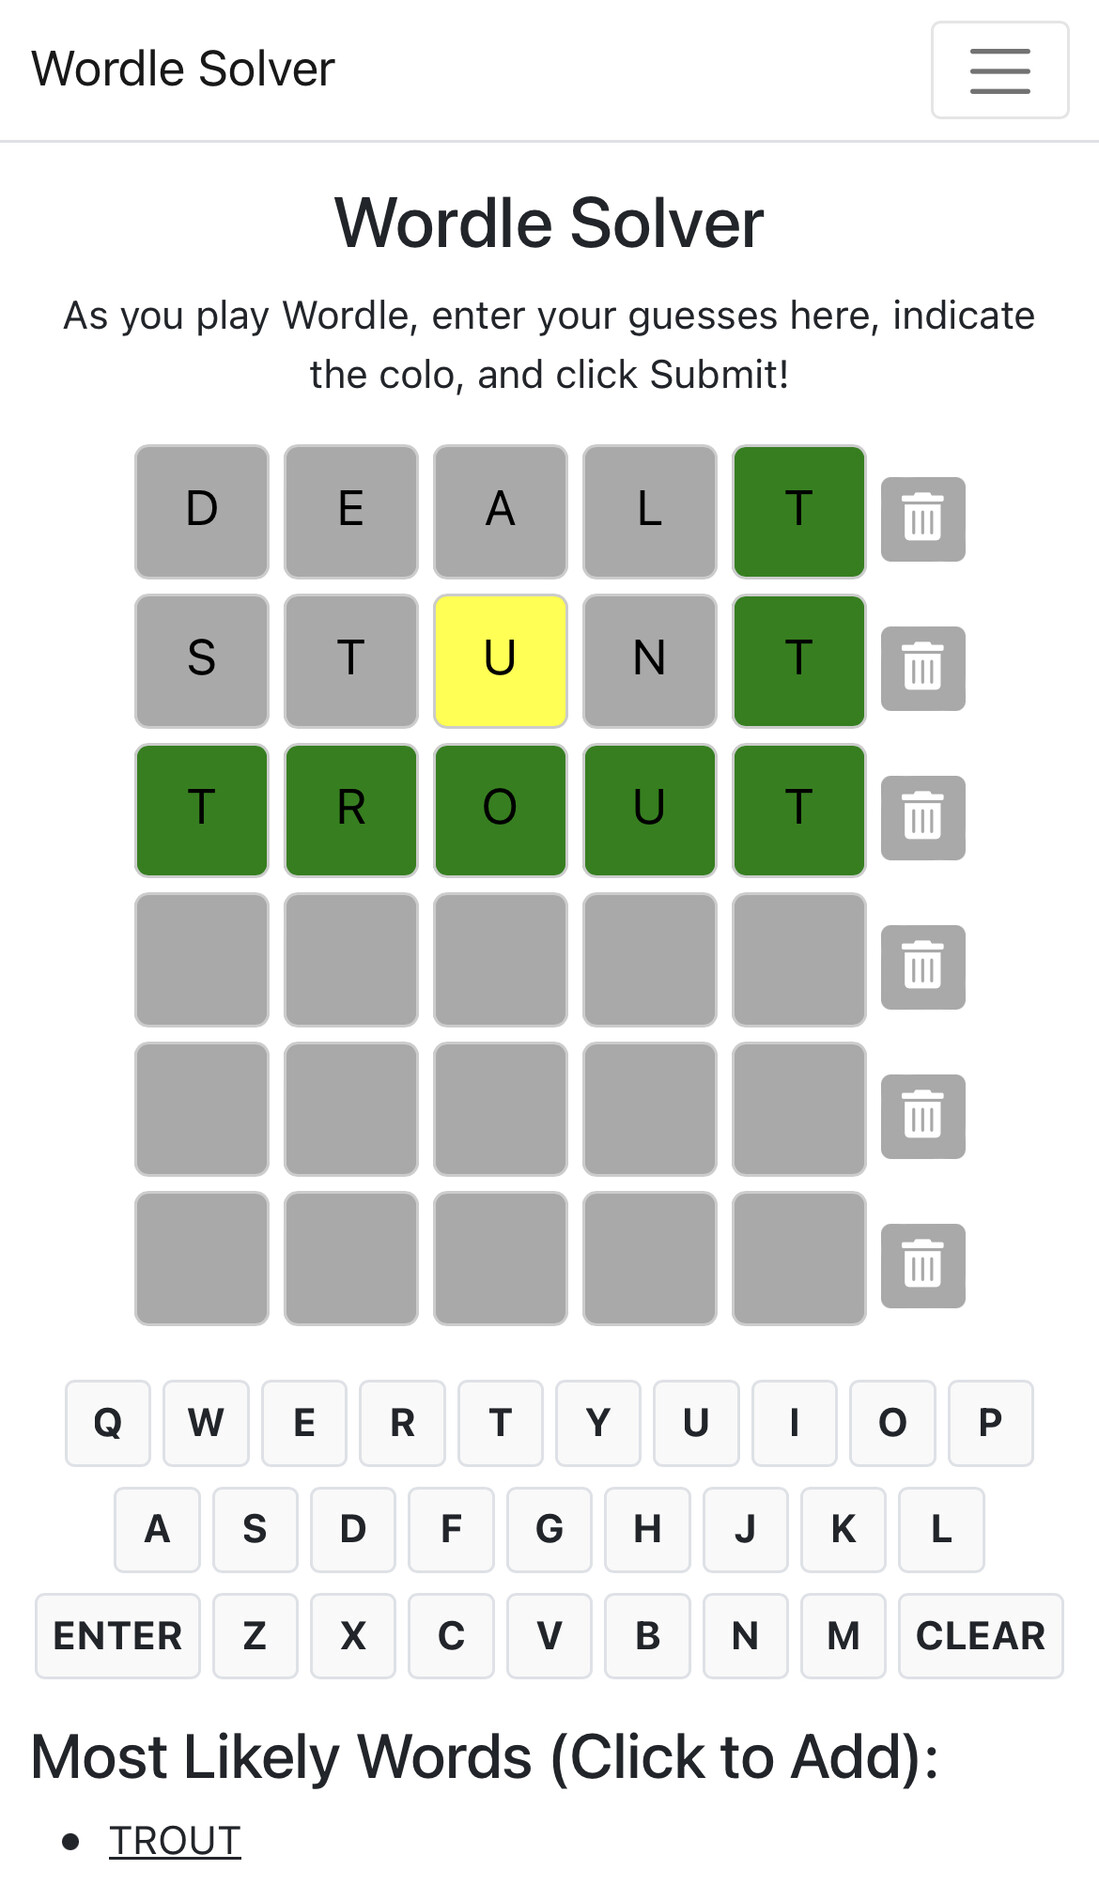 Wordle Solver
Wordle Solver
As you play Wordle, enter your guesses here, indicate
the colo, and click Submit!
D E A L T
S T U N T
T R O U T
Q W E R T Y U I O P
A S D F G H J K L
ENTER Z X C V B N M CLEAR
Most Likely Words (Click to Add):
• TROUT